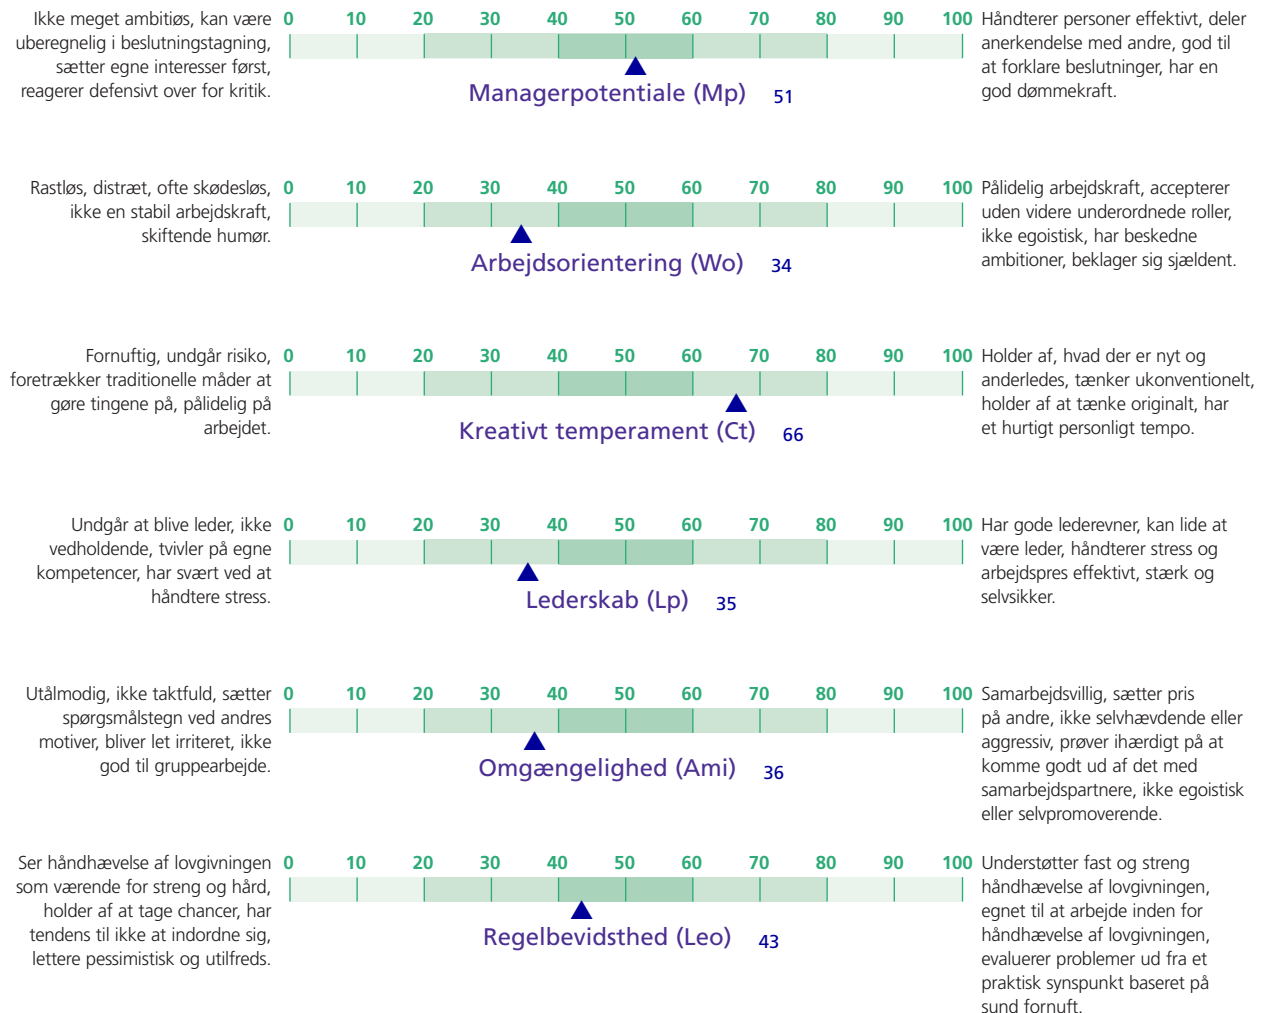 Ikke meget ambitiøs, kan være
uberegnelig i beslutningstagning,
sætter egne interesser først,
reagerer defensivt over for kritik.
0 10 20 30 40 50 60 70 80 90 100
Managerpotentiale (Mp) 51
Håndterer personer effektivt, deler
anerkendelse med andre, god til
at forklare beslutninger, har en
god dømmekraft.
Rastløs, distræt, ofte skødesløs,
ikke en stabil arbejdskraft,
skiftende humør.
0 10 20 30 40 50 60 70 80 90 100
Arbejdsorientering (Wo) 34
Pålidelig arbejdskraft, accepterer
uden videre underordnede roller,
ikke egoistisk, har beskedne
ambitioner, beklager sig sjældent.
Fornuftig, undgår risiko,
foretrækker traditionelle måder at
gøre tingene på, pålidelig på
arbejdet.
0 10 20 30 40 50 60 70 80 90 100
Kreativt temperament (Ct) 66
Holder af, hvad der er nyt og
anderledes, tænker ukonventionelt,
holder af at tænke originalt, har
et hurtigt personligt tempo.
Undgår at blive leder, ikke
vedholdende, tvivler på egne
kompetencer, har svært ved at
håndtere stress.
0 10 20 30 40 50 60 70 80 90 100
Lederskab (Lp) 35
Har gode lederevner, kan lide at
være leder, håndterer stress og
arbejdspres effektivt, stærk og
selvsikker.
Utålmodig, ikke taktfuld, sætter
spørgsmålstegn ved andres
motiver, bliver let irriteret, ikke
god til gruppearbejde.
0 10 20 30 40 50 60 70 80 90 100
Omgængelighed (Ami) 36
Samarbejdsvillig, sætter pris
på andre, ikke selvhævdende eller
aggressiv, prøver ihærdigt på at
komme godt ud af det med
samarbejdspartnere, ikke egoistisk
eller selvpromoverende.
Ser håndhævelse af lovgivningen
som værende for streng og hård,
holder af at tage chancer, har
tendens til ikke at indordne sig,
lettere pessimistisk og utilfreds.
0 10 20 30 40 50 60 70 80 90 100
Regelbevidsthed (Leo) 43
Understøtter fast og streng
håndhævelse af lovgivningen,
egnet til at arbejde inden for
håndhævelse af lovgivningen,
evaluerer problemer ud fra et
praktisk synspunkt baseret på
sund fornuft.